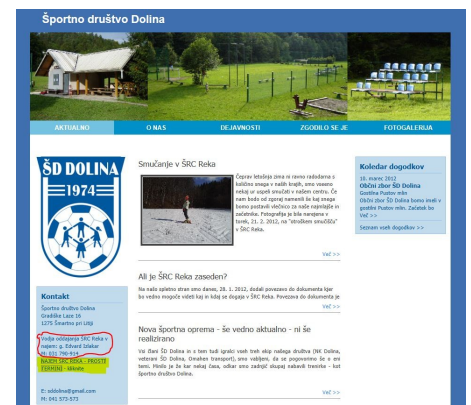 Športno društvo Dolina
AKTUALNO
O NAS
DEJAVNOSTI
ZGODILO SE JE
FOTOGALERIJA
ŠD DOLINA
1974
Kontakt
Športno društvo Dolina
Gradiške Laze 16
1275 Šmartno pri Litiji
Vodja oddajanja ŠRC Reka v
najem: g. Edvard Izlakar
M: 031 790-914
NAJEM ŠRC REKA - PROSTI
TERMINI - kliknite
E: sddolina@gmail.com
M: 041 573-573
Smučanje v ŠRC Reka
Čeprav letošnja zima ni ravno radodarna s
količino snega v naših krajih, smo vseeno
nekaj ur uspeli smučati v našem centru. Če
nam bodo od zgoraj namenili še kaj snega
bomo postavili vlečnico za naše najmlajše in
začetnike. Fotografija je bila narejena v
torek, 21. 2. 2012, na "otroškem smučišču"
v ŠRC Reka.
Več >>
Ali je ŠRC Reka zaseden?
Na našo spletno stran smo danes, 28. 1. 2012, dodali povezavo do dokumenta kjer
bo vedno mogoče videti kaj in kdaj se dogaja v ŠRC Reka. Povezava do dokumenta je
Več >>
Nova športna oprema - še vedno aktualno - ni še
realizirano
Vsi člani ŠD Dolina in s tem tudi igralci vseh treh ekip našega društva (NK Dolina,
veterani ŠD Dolina, Omahen transport), smo veseljem, da se pogovorimo še o eni
temi. Minilo je že kar nekaj časa, odkar smo zadnjič skupaj nabavili trenirke - kot
športno društvo Dolina.
Več >>
Koledar dogodkov
10. marec 2012
Občni zbor ŠD Dolina
Gostilna Pustov mlin
Občni zbor ŠD Dolina bomo imeli v
gostilni Pustov mlin. Začetek bo
Več >>
Seznam vseh dogodkov >>